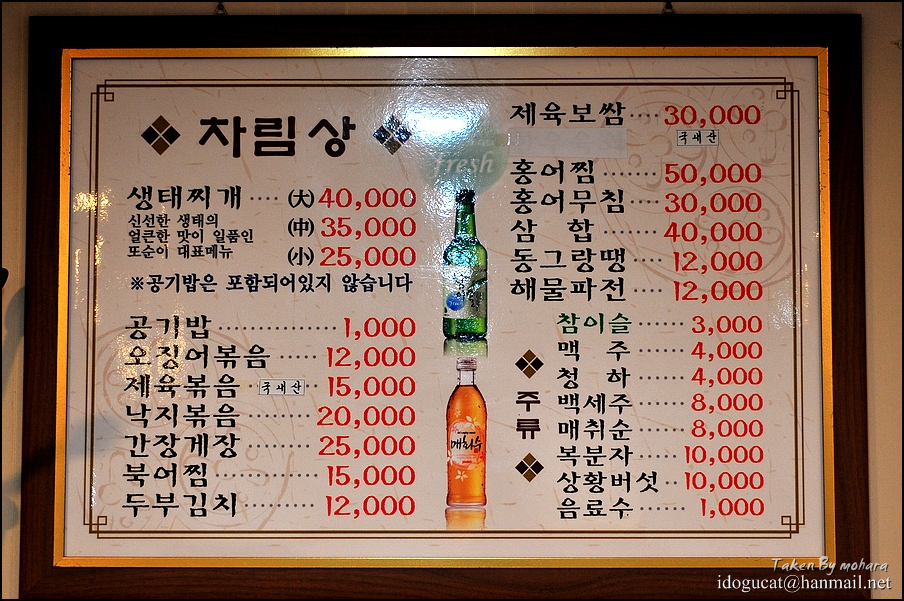 차림상
생태찌개 ···· (大) 40,000
신선한 생태의
얼큰한 맛이 일품인
또순이 대표메뉴
(中) 35,000
(小) 25,000
※공기밥은 포함되어있지 않습니다
공기밥 ············ 1,000
오징어볶음 ····· 12,000
제육볶음 국내산 ·· 15,000
낙지볶음 ········ 20,000
간장게장 ········ 25,000
북어찜 ··········· 15,000
두부김치 ········ 12,000
fresh
매화수
제육보쌈 ···· 30,000
국내산
홍어찜 ······· 50,000
홍어무침 ···· 30,000
삼 합 ······· 40,000
동그랑땡 ···· 12,000
해물파전 ···· 12,000
주류
참이슬 ······ 3,000
맥 주 ······ 4,000
청 하 ······ 4,000
백세주 ······ 8,000
매취순 ······ 8,000
복분자 ····· 10,000
상황버섯 ·· 10,000
음료수 ······ 1,000
Taken By mohara
idogucat@hanmail.net